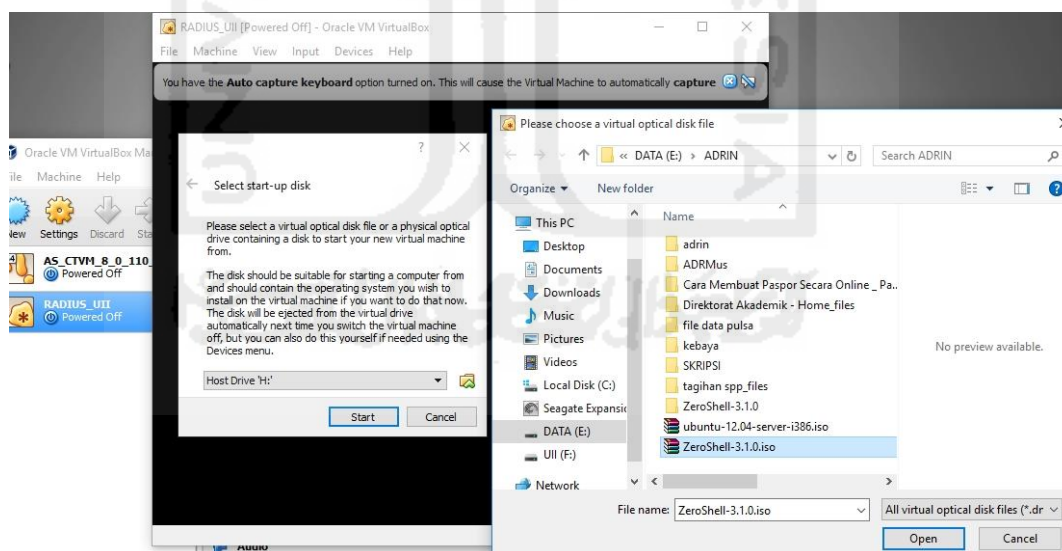 RADIUS_UII [Powered Off] - Oracle VM VirtualBox
File Machine View Input Devices Help
You have the Auto capture keyboard option turned on. This will cause the Virtual Machine to automatically capture
Oracle VM VirtualBox Ma
ile Machine Help
New Settings Discard Sta
AS_CTVM_8_0_110_
Powered Off
RADIUS_UII
Powered Off
Select start-up disk
Please select a virtual optical disk file or a physical optical
drive containing a disk to start your new virtual machine
from.
The disk should be suitable for starting a computer from
and should contain the operating system you wish to
install on the virtual machine if you want to do that now.
The disk will be ejected from the virtual drive
automatically next time you switch the virtual machine
off, but you can also do this yourself if needed using the
Devices menu.
Host Drive 'H:'
Start Cancel
Please choose a virtual optical disk file
« DATA (E:) › ADRIN
Search ADRIN
Organize New folder
This PC
Desktop
Documents
Downloads
Music
Pictures
Videos
Local Disk (C:)
Seagate Expansic
DATA (E:)
UII (F:)
Network
Name
adrin
ADRMus
Cara Membuat Paspor Secara Online _ Pa..
Direktorat Akademik - Home_files
file data pulsa
kebaya
SKRIPSI
tagihan spp_files
ZeroShell-3.1.0
ubuntu-12.04-server-i386.iso
ZeroShell-3.1.0.iso
No preview available.
File name: ZeroShell-3.1.0.iso
All virtual optical disk files (*.dr
Open Cancel
Audio